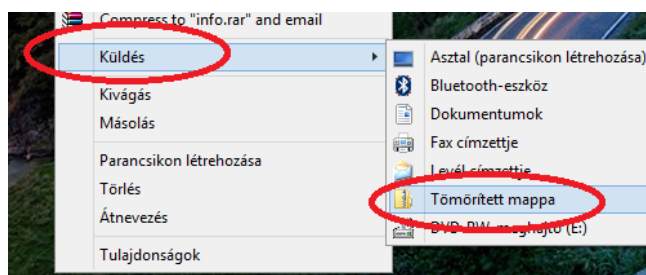 Compress to "info.rar" and email
Küldés
Kivágás
Másolás
Parancsikon létrehozása
Törlés
Átnevezés
Tulajdonságok
Asztal (parancsikon létrehozása)
Bluetooth-eszköz
Dokumentumok
Fax címzettje
Levél címzettje
Tömörített mappa
DVD-RW-meghajtó (E:)